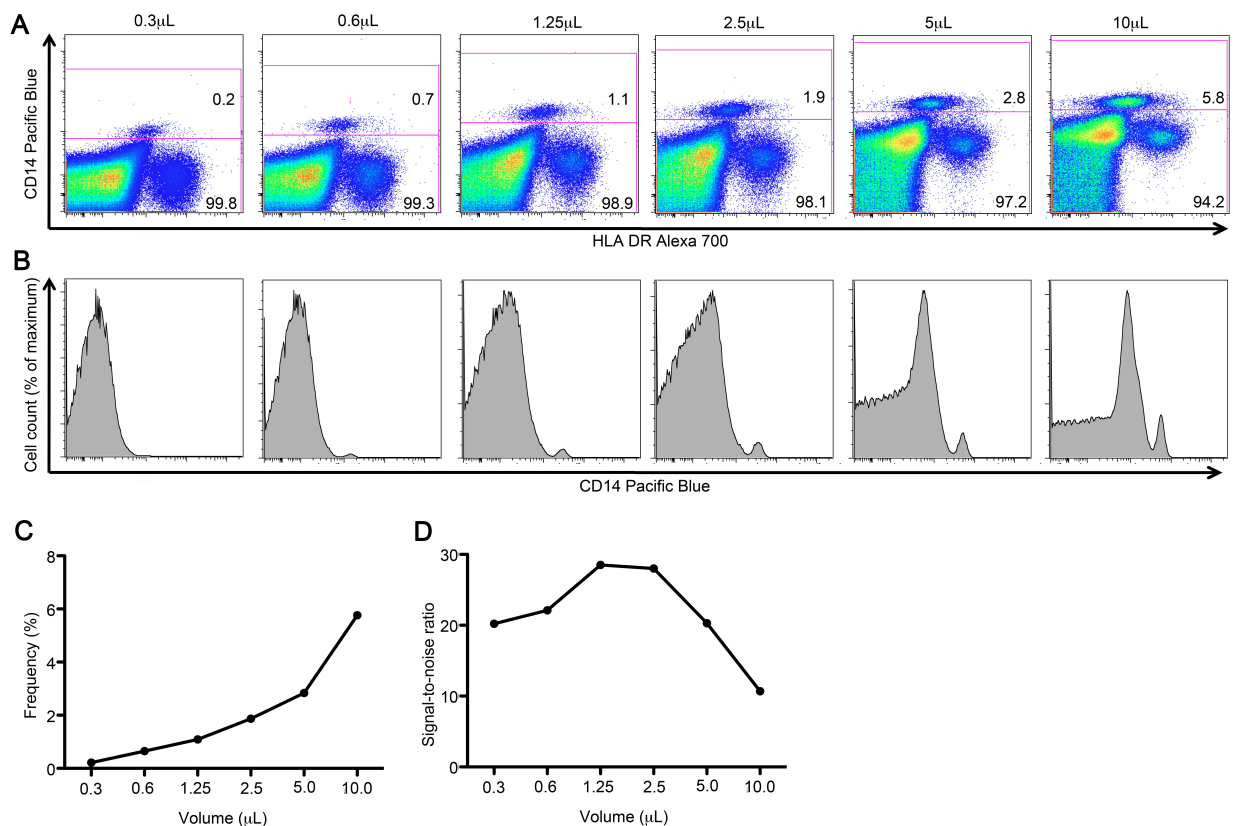 A
0.3μL 0.6μL 1.25μL 2.5μL 5μL 10μL
CD14 Pacific Blue
0.2 0.7 1.1 1.9 2.8 5.8
99.8 99.3 98.9 98.1 97.2 94.2
HLA DR Alexa 700
B
Cell count (% of maximum)
CD14 Pacific Blue
C
Frequency (%)
8
6
4
2
0
0.3 0.6 1.25 2.5 5.0 10.0
Volume (μL)
D
Signal-to-noise ratio
30
20
10
0
0.3 0.6 1.25 2.5 5.0 10.0
Volume (μL)